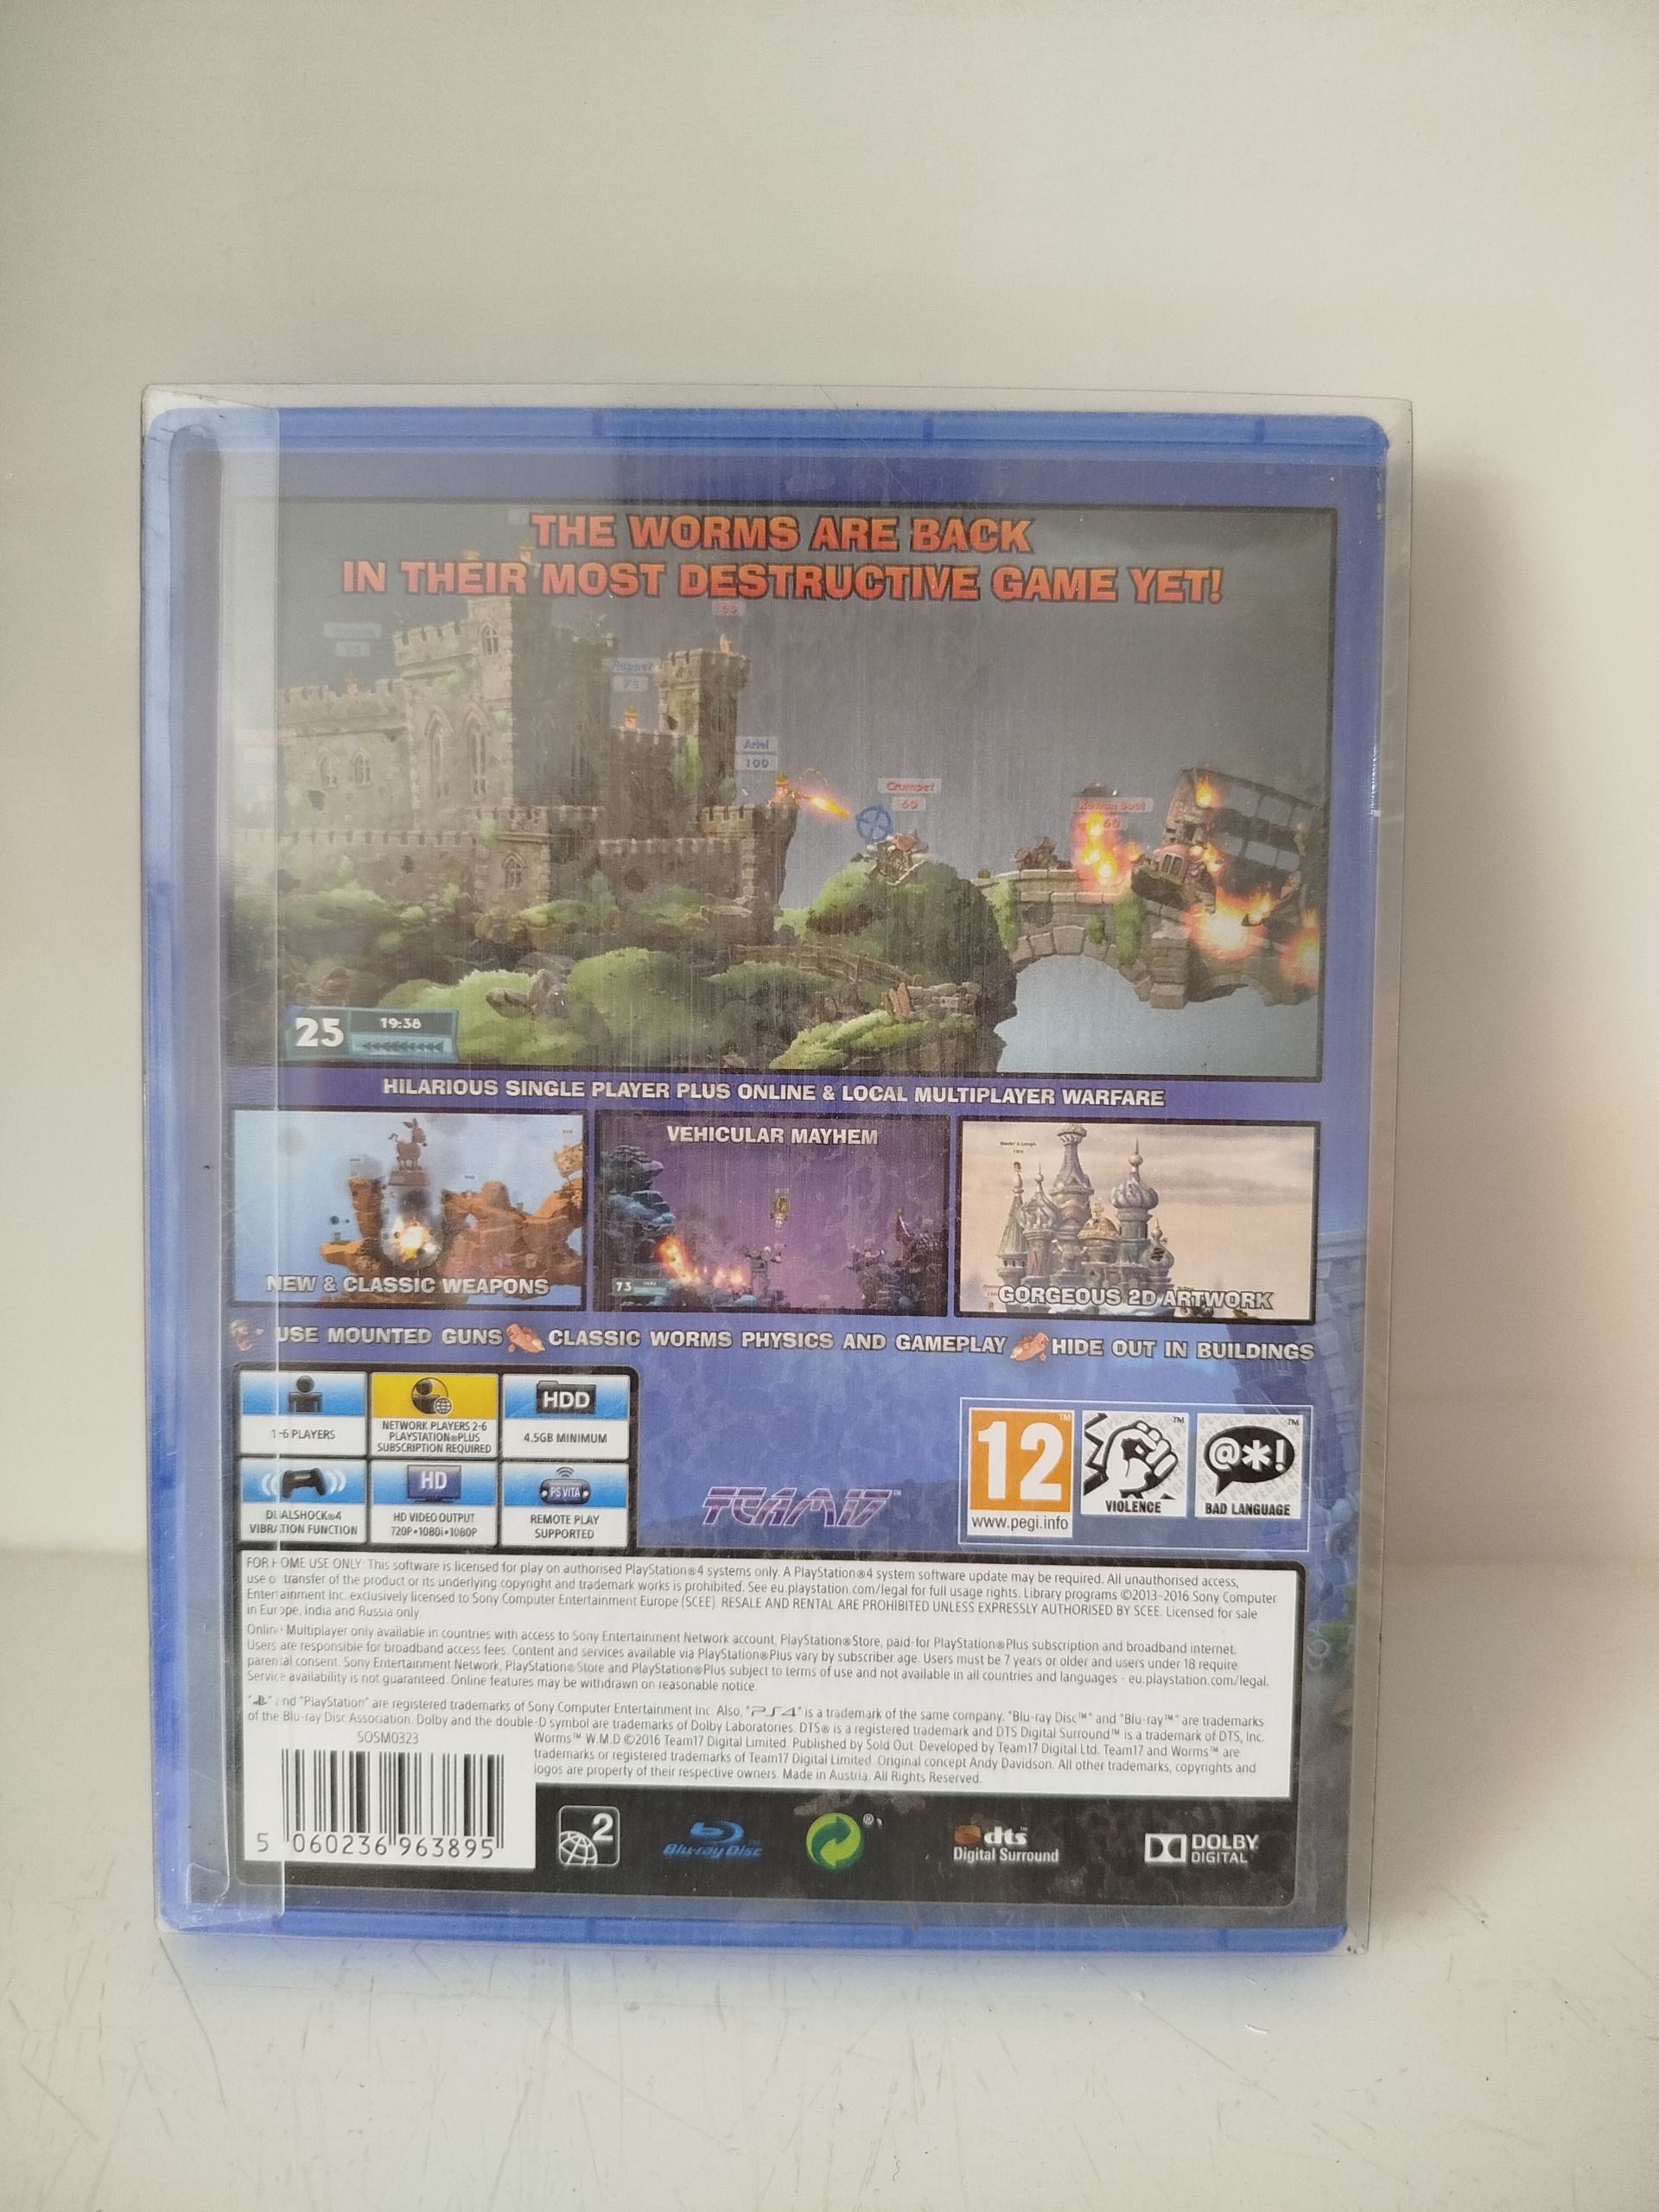 THE WORMS ARE BACK
IN THEIR MOST DESTRUCTIVE GAME YET!
60
Ariel
100
Crumpet
60
25
19:38
HILARIOUS SINGLE PLAYER PLUS ONLINE & LOCAL MULTIPLAYER WARFARE
NEW & CLASSIC WEAPONS
VEHICULAR MAYHEM
73
GORGEOUS 2D ARTWORK
USE MOUNTED GUNS CLASSIC WORMS PHYSICS AND GAMEPLAY HIDE OUT IN BUILDINGS
1-6 PLAYERS
NETWORK PLAYERS 2-6
PLAYSTATION®PLUS
SUBSCRIPTION REQUIRED
HDD
4.5GB MINIMUM
DUALSHOCK®4
VIBRATION FUNCTION
HD
HD VIDEO OUTPUT
720P•1080i•1080P
PS VITA
REMOTE PLAY
SUPPORTED
TEAM17™
12™
www.pegi.info
™
VIOLENCE
@*!™
BAD LANGUAGE
FOR HOME USE ONLY: This software is licensed for play on authorised PlayStation®4 systems only. A PlayStation®4 system software update may be required. All unauthorised access,
use or transfer of the product or its underlying copyright and trademark works is prohibited. See eu.playstation.com/legal for full usage rights. Library programs ©2013-2016 Sony Computer
Entertainment Inc. exclusively licensed to Sony Computer Entertainment Europe (SCEE). RESALE AND RENTAL ARE PROHIBITED UNLESS EXPRESSLY AUTHORISED BY SCEE. Licensed for sale
in Europe, India and Russia only.
Online Multiplayer only available in countries with access to Sony Entertainment Network account, PlayStation®Store, paid-for PlayStation®Plus subscription and broadband internet.
Users are responsible for broadband access fees. Content and services available via PlayStation®Plus vary by subscriber age. Users must be 7 years or older and users under 18 require
parental consent. Sony Entertainment Network, PlayStation®Store and PlayStation®Plus subject to terms of use and not available in all countries and languages - eu.playstation.com/legal.
Service availability is not guaranteed. Online features may be withdrawn on reasonable notice.
" " and "PlayStation" are registered trademarks of Sony Computer Entertainment Inc. Also, "PS4" is a trademark of the same company. "Blu-ray Disc™" and "Blu-ray™" are trademarks
of the Blu-ray Disc Association. Dolby and the double-D symbol are trademarks of Dolby Laboratories. DTS® is a registered trademark and DTS Digital Surround™ is a trademark of DTS, Inc.
Worms™ W.M.D ©2016 Team17 Digital Limited. Published by Sold Out. Developed by Team17 Digital Ltd. Team17 and Worms™ are
trademarks or registered trademarks of Team17 Digital Limited. Original concept Andy Davidson. All other trademarks, copyrights and
logos are property of their respective owners. Made in Austria. All Rights Reserved.
SOSM0323
5 060236 963895
2
Blu-ray Disc™
®
dts
Digital Surround
DOLBY
DIGITAL